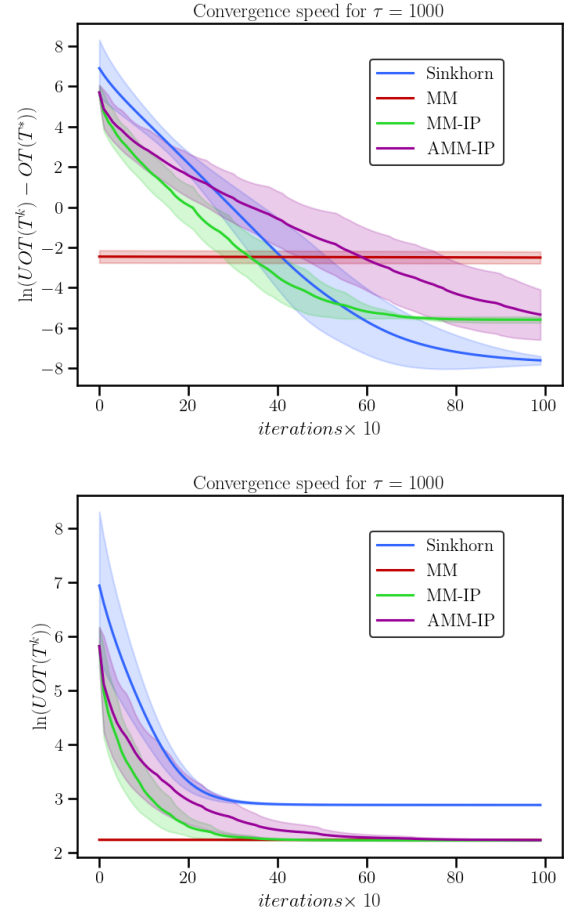 Convergence speed for τ = 1000
ln(UOT(T^k) − OT(T^*))
8
6
4
2
0
−2
−4
−6
−8
Sinkhorn
MM
MM-IP
AMM-IP
0 20 40 60 80 100
iterations × 10
Convergence speed for τ = 1000
ln(UOT(T^k))
8
7
6
5
4
3
2
Sinkhorn
MM
MM-IP
AMM-IP
0 20 40 60 80 100
iterations × 10